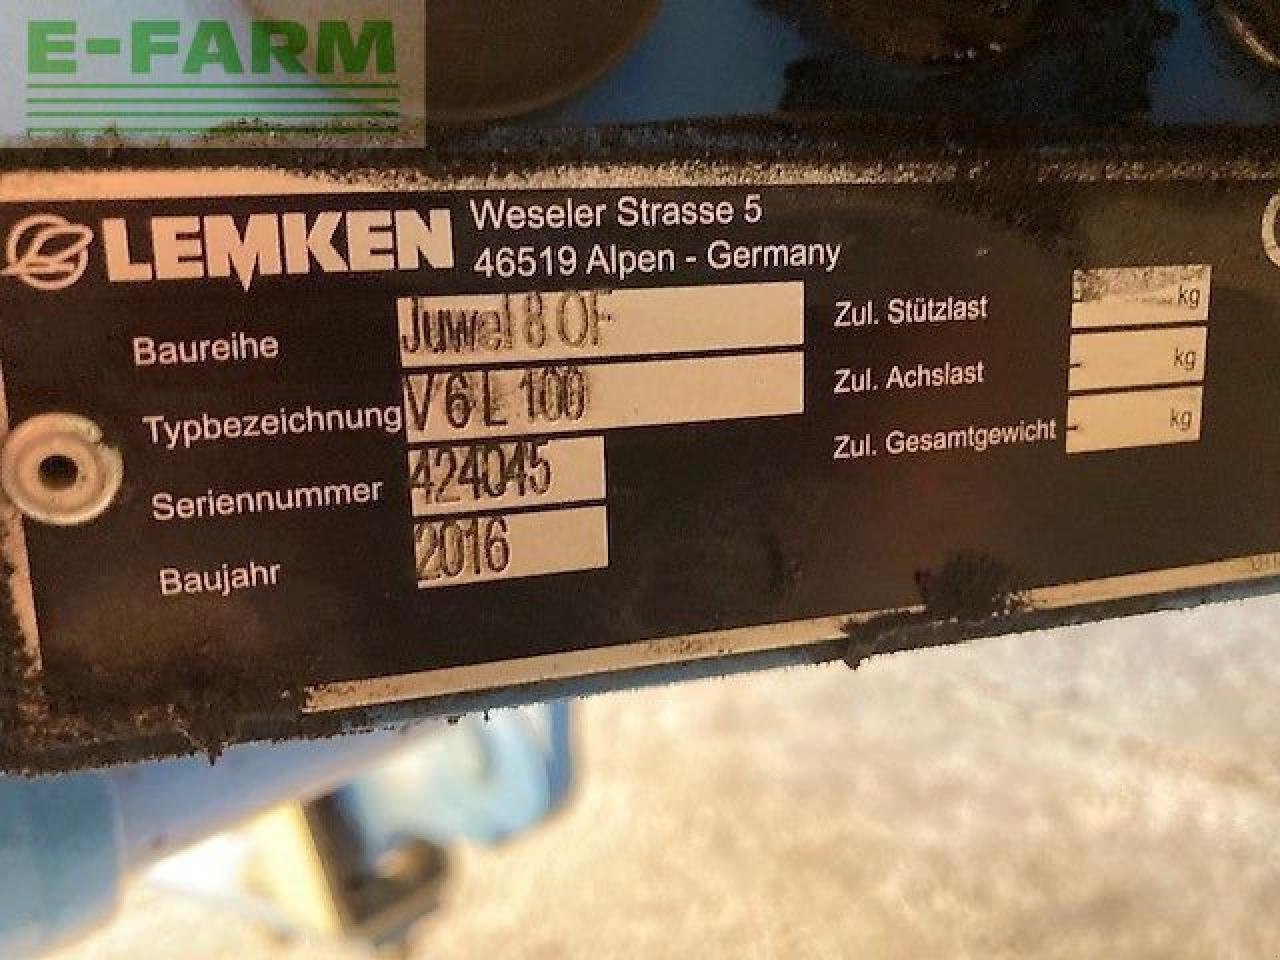 E-FARM
LEMKEN
Weseler Strasse 5
46519 Alpen - Germany
Baureihe Juwel 8 OF
Typbezeichnung V 6 L 100
Seriennummer 424045
Baujahr 2016
Zul. Stützlast - kg
Zul. Achslast - kg
Zul. Gesamtgewicht - kg